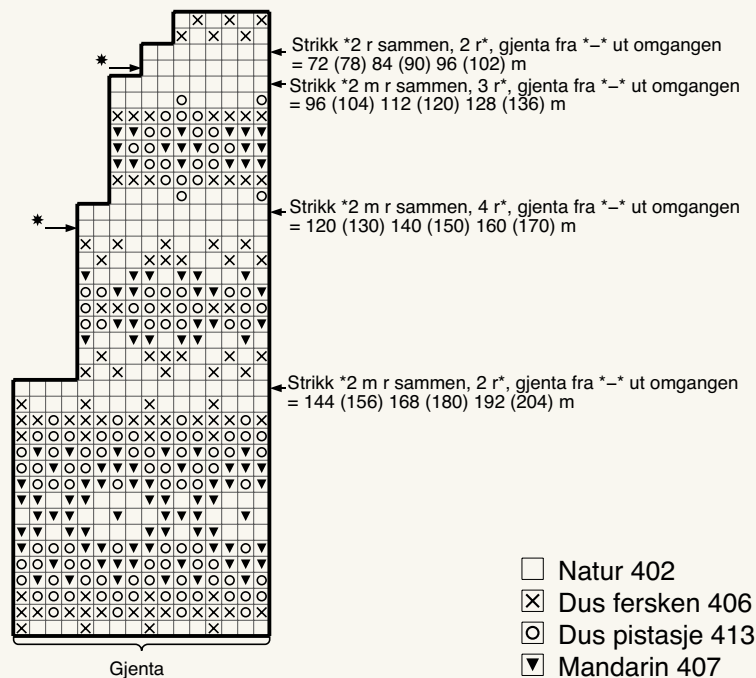 Strikk *2 r sammen, 2 r*, gjenta fra *–* ut omgangen
= 72 (78) 84 (90) 96 (102) m
Strikk *2 m r sammen, 3 r*, gjenta fra *–* ut omgangen
= 96 (104) 112 (120) 128 (136) m
Strikk *2 m r sammen, 4 r*, gjenta fra *–* ut omgangen
= 120 (130) 140 (150) 160 (170) m
Strikk *2 m r sammen, 2 r*, gjenta fra *–* ut omgangen
= 144 (156) 168 (180) 192 (204) m
Natur 402
Dus fersken 406
Dus pistasje 413
Mandarin 407
Gjenta